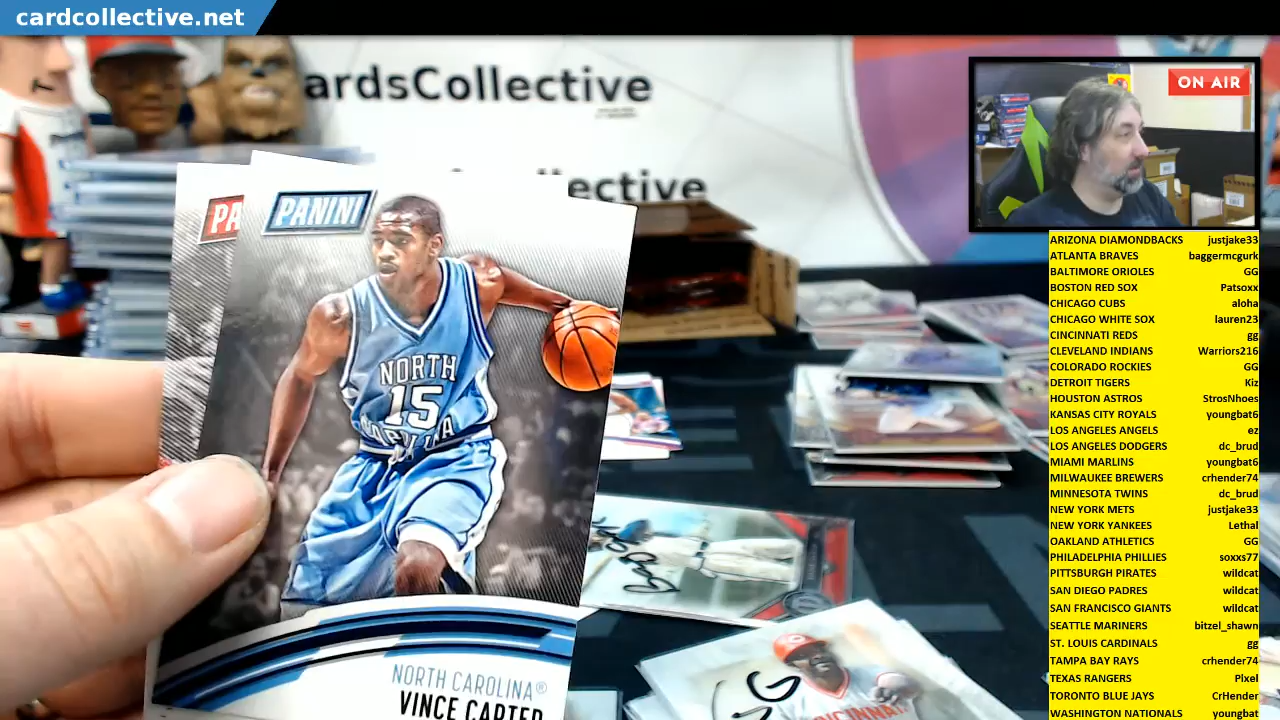 cardcollective.net
ardsCollective
ective
ON AIR
PA
PANINI
NORTH
15
NORTH CAROLINA®
VINCE CARTER
CINCINNA
ARIZONA DIAMONDBACKS justjake33
ATLANTA BRAVES baggermcgurk
BALTIMORE ORIOLES GG
BOSTON RED SOX Patsoxx
CHICAGO CUBS aloha
CHICAGO WHITE SOX lauren23
CINCINNATI REDS gg
CLEVELAND INDIANS Warriors216
COLORADO ROCKIES GG
DETROIT TIGERS Kiz
HOUSTON ASTROS StrosNhoes
KANSAS CITY ROYALS youngbat6
LOS ANGELES ANGELS ez
LOS ANGELES DODGERS dc_brud
MIAMI MARLINS youngbat6
MILWAUKEE BREWERS crhender74
MINNESOTA TWINS dc_brud
NEW YORK METS justjake33
NEW YORK YANKEES Lethal
OAKLAND ATHLETICS GG
PHILADELPHIA PHILLIES soxxs77
PITTSBURGH PIRATES wildcat
SAN DIEGO PADRES wildcat
SAN FRANCISCO GIANTS wildcat
SEATTLE MARINERS bitzel_shawn
ST. LOUIS CARDINALS gg
TAMPA BAY RAYS crhender74
TEXAS RANGERS Pixel
TORONTO BLUE JAYS CrHender
WASHINGTON NATIONALS youngbat